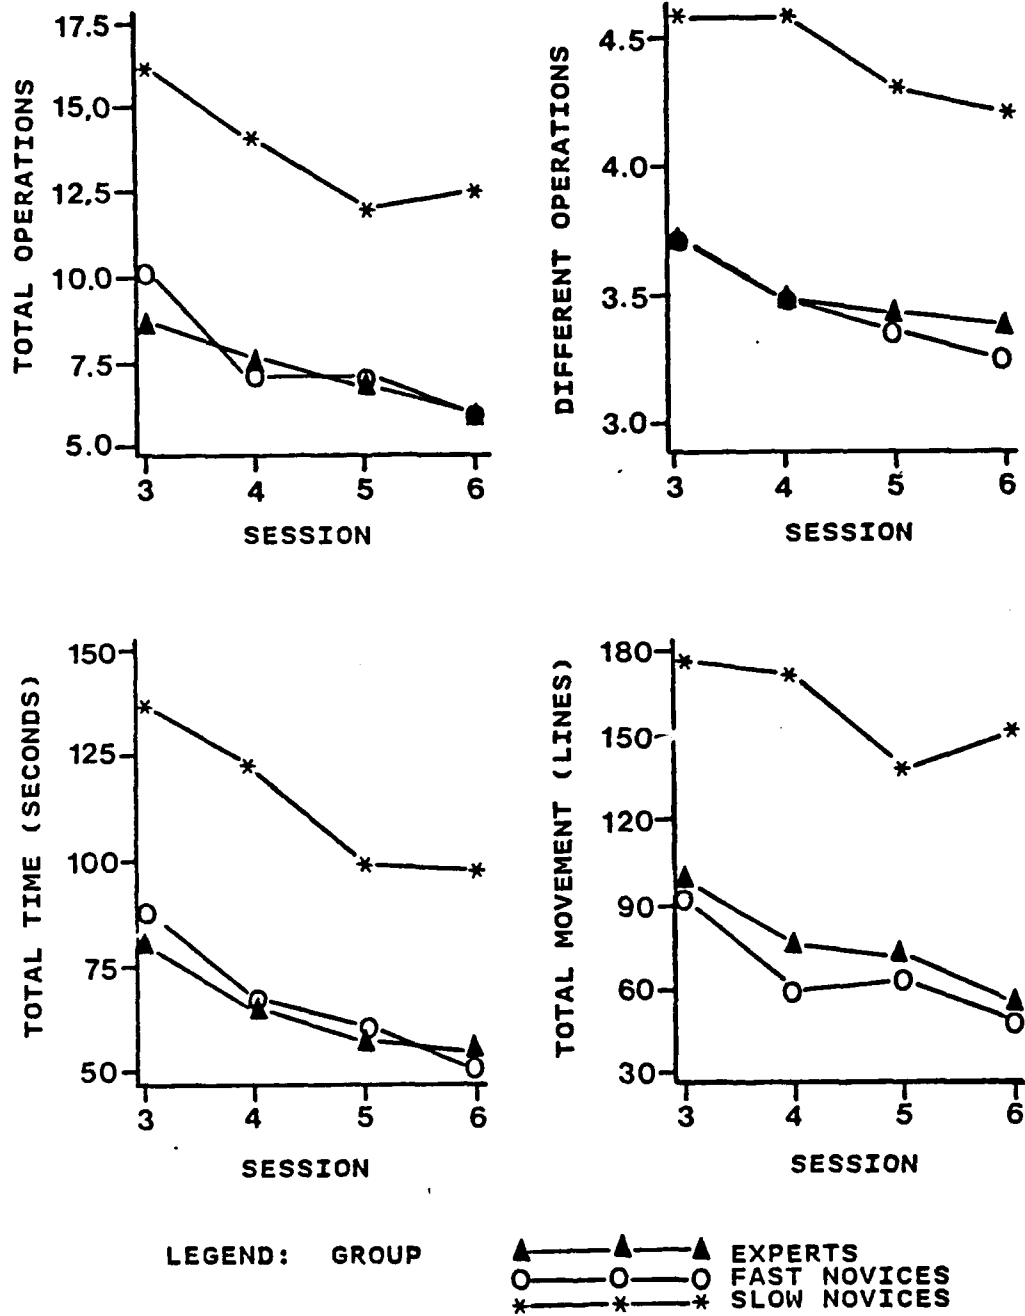 TOTAL OPERATIONS
17.5
15,0
12.5
10.0
7.5
5.0
3 4 5 6
SESSION
DIFFERENT OPERATIONS
4.5
4.0
3.5
3.0
3 4 5 6
SESSION
TOTAL TIME (SECONDS)
150
125
100
75
50
3 4 5 6
SESSION
TOTAL MOVEMENT (LINES)
180
150
120
90
60
30
3 4 5 6
SESSION
LEGEND: GROUP
EXPERTS
FAST NOVICES
SLOW NOVICES